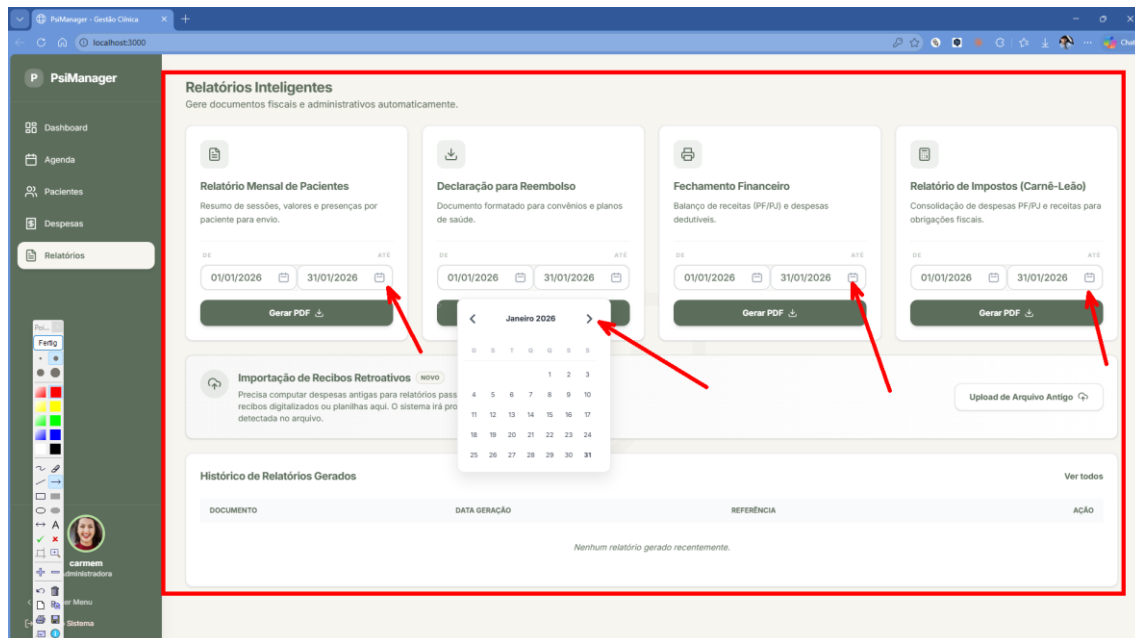 PsiManager - Gestão Clínica
localhost:3000
Chat
P PsiManager
Dashboard
Agenda
Pacientes
Despesas
Relatórios
Relatórios Inteligentes
Gere documentos fiscais e administrativos automaticamente.
Relatório Mensal de Pacientes
Resumo de sessões, valores e presenças por
paciente para envio.
DE ATÉ
01/01/2026 31/01/2026
Gerar PDF
Declaração para Reembolso
Documento formatado para convênios e planos
de saúde.
DE ATÉ
01/01/2026 31/01/2026
Fechamento Financeiro
Balanço de receitas (PF/PJ) e despesas
dedutíveis.
DE ATÉ
01/01/2026 31/01/2026
Gerar PDF
Relatório de Impostos (Carnê-Leão)
Consolidação de despesas PF/PJ e receitas para
obrigações fiscais.
DE ATÉ
01/01/2026 31/01/2026
Gerar PDF
Janeiro 2026
D S T Q Q S S
1 2 3
4 5 6 7 8 9 10
11 12 13 14 15 16 17
18 19 20 21 22 23 24
25 26 27 28 29 30 31
Importação de Recibos Retroativos NOVO
Precisa computar despesas antigas para relatórios pass
recibos digitalizados ou planilhas aqui. O sistema irá pro
detectada no arquivo.
Upload de Arquivo Antigo
Histórico de Relatórios Gerados
Ver todos
DOCUMENTO DATA GERAÇÃO REFERÊNCIA AÇÃO
Nenhum relatório gerado recentemente.
Poi...
Fertig
A
carmem
administradora
er Menu
Sistema